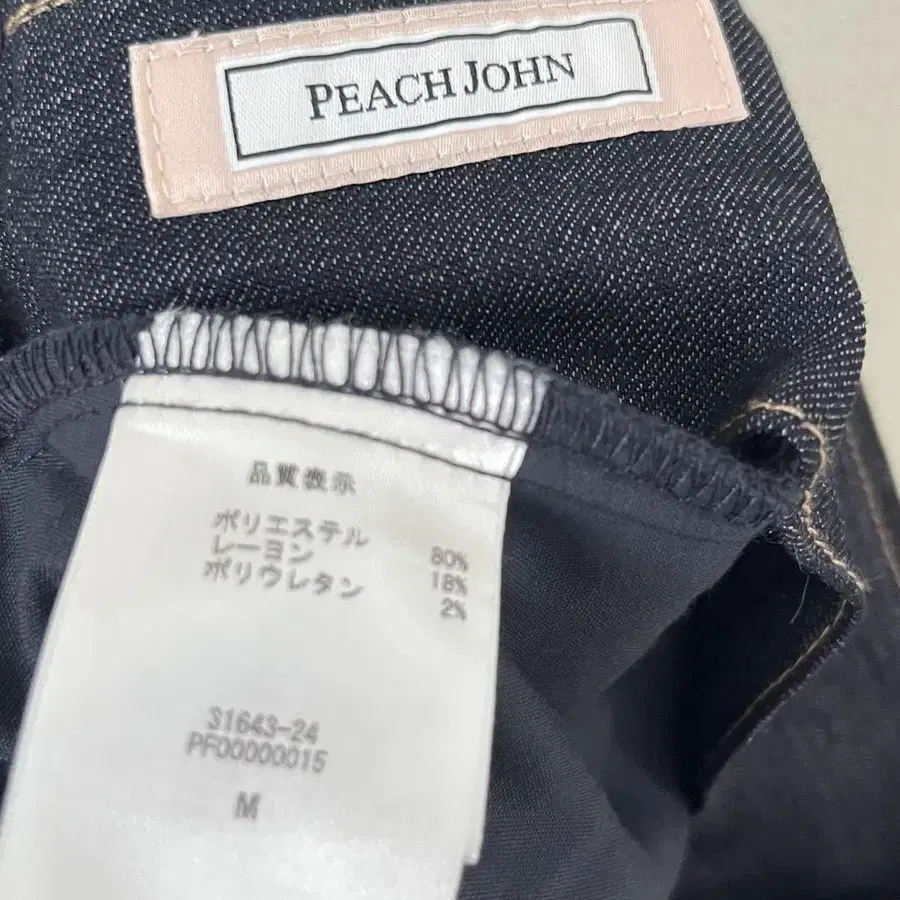 PEACH JOHN
品質表示
ポリエステル 80%
レーヨン 18%
ポリウレタン 2%
31643-24
PF00000015
M